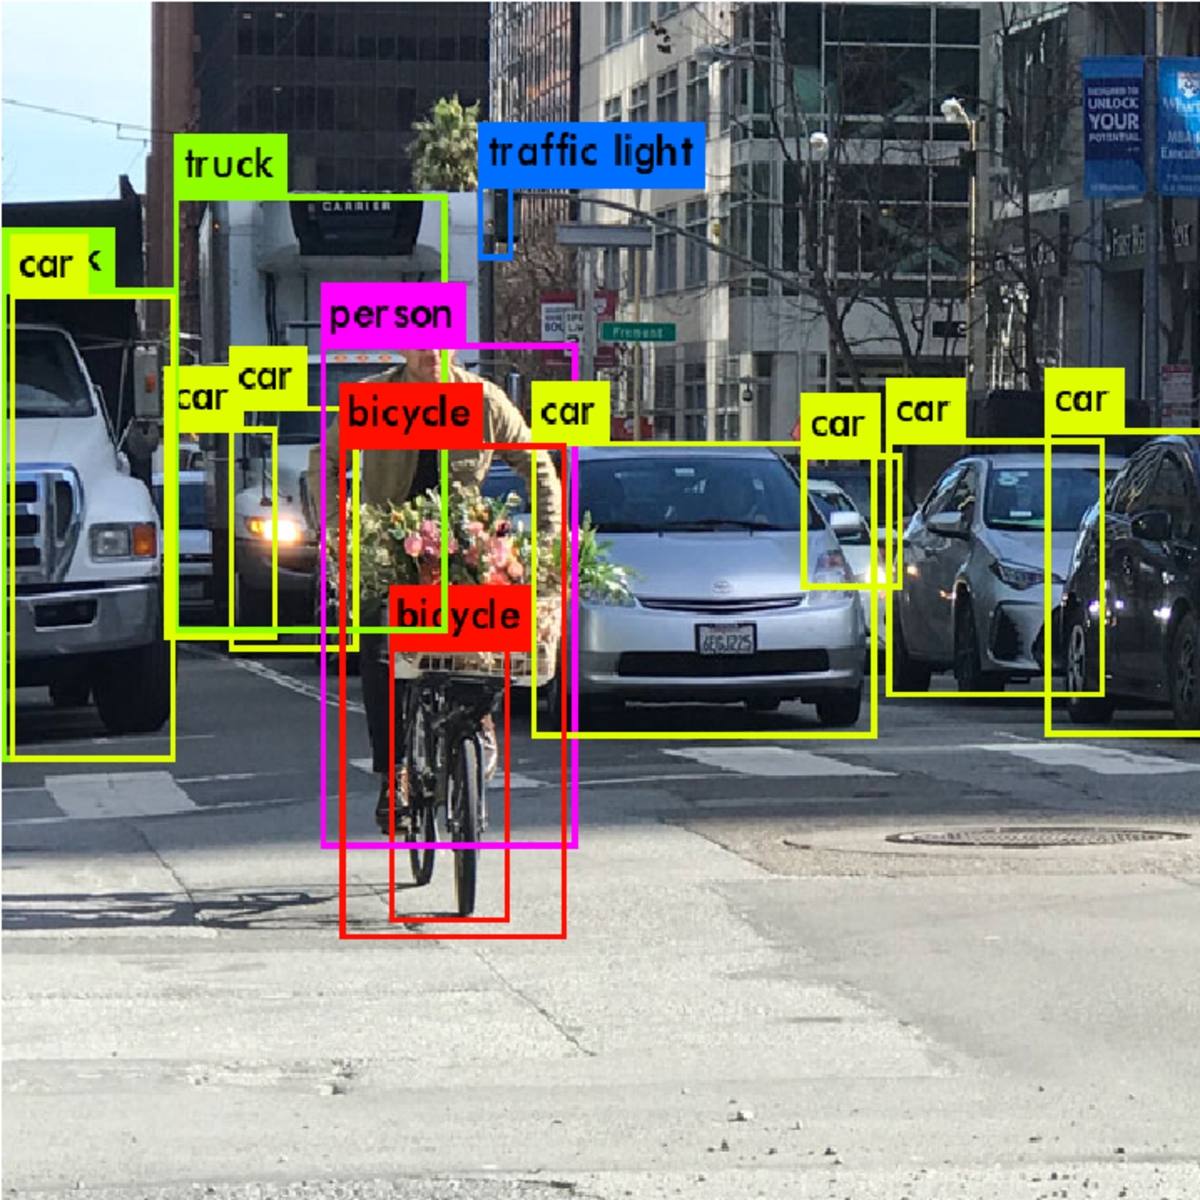 UNLOCK
YOUR
POTENTIAL
traffic light
truck
CARRIER
car
k
person
Fremont
car
car
bicycle
car
car
car
car
bicycle
6EGJ225